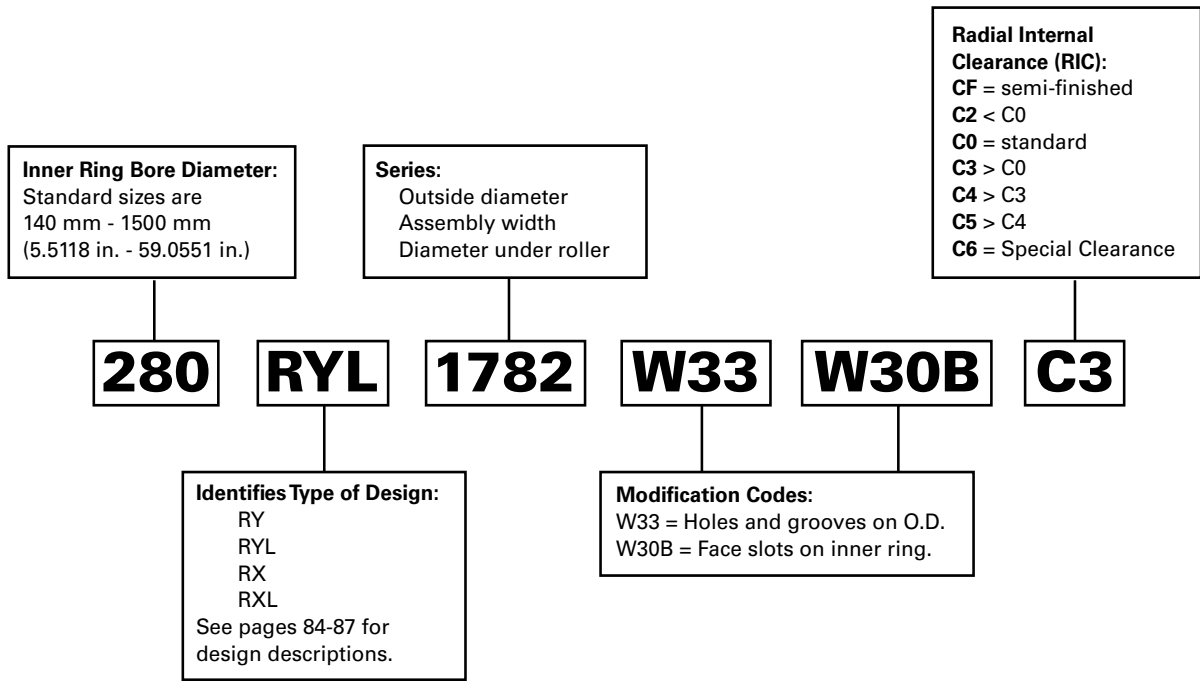 Radial Internal
Clearance (RIC):
CF = semi-finished
C2 < C0
C0 = standard
C3 > C0
C4 > C3
C5 > C4
C6 = Special Clearance
Inner Ring Bore Diameter:
Standard sizes are
140 mm - 1500 mm
(5.5118 in. - 59.0551 in.)
Series:
Outside diameter
Assembly width
Diameter under roller
280 RYL 1782 W33 W30B C3
Identifies Type of Design:
RY
RYL
RX
RXL
See pages 84-87 for
design descriptions.
Modification Codes:
W33 = Holes and grooves on O.D.
W30B = Face slots on inner ring.